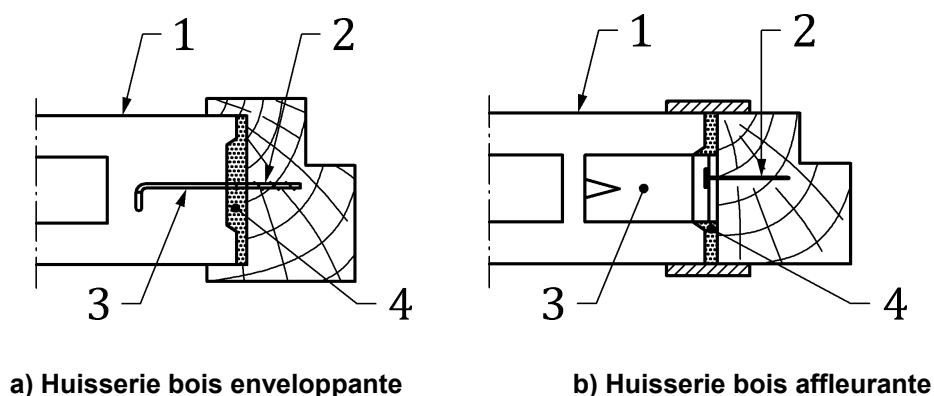 1 2 1 2
3 4 3 4
a) Huisserie bois enveloppante b) Huisserie bois affleurante